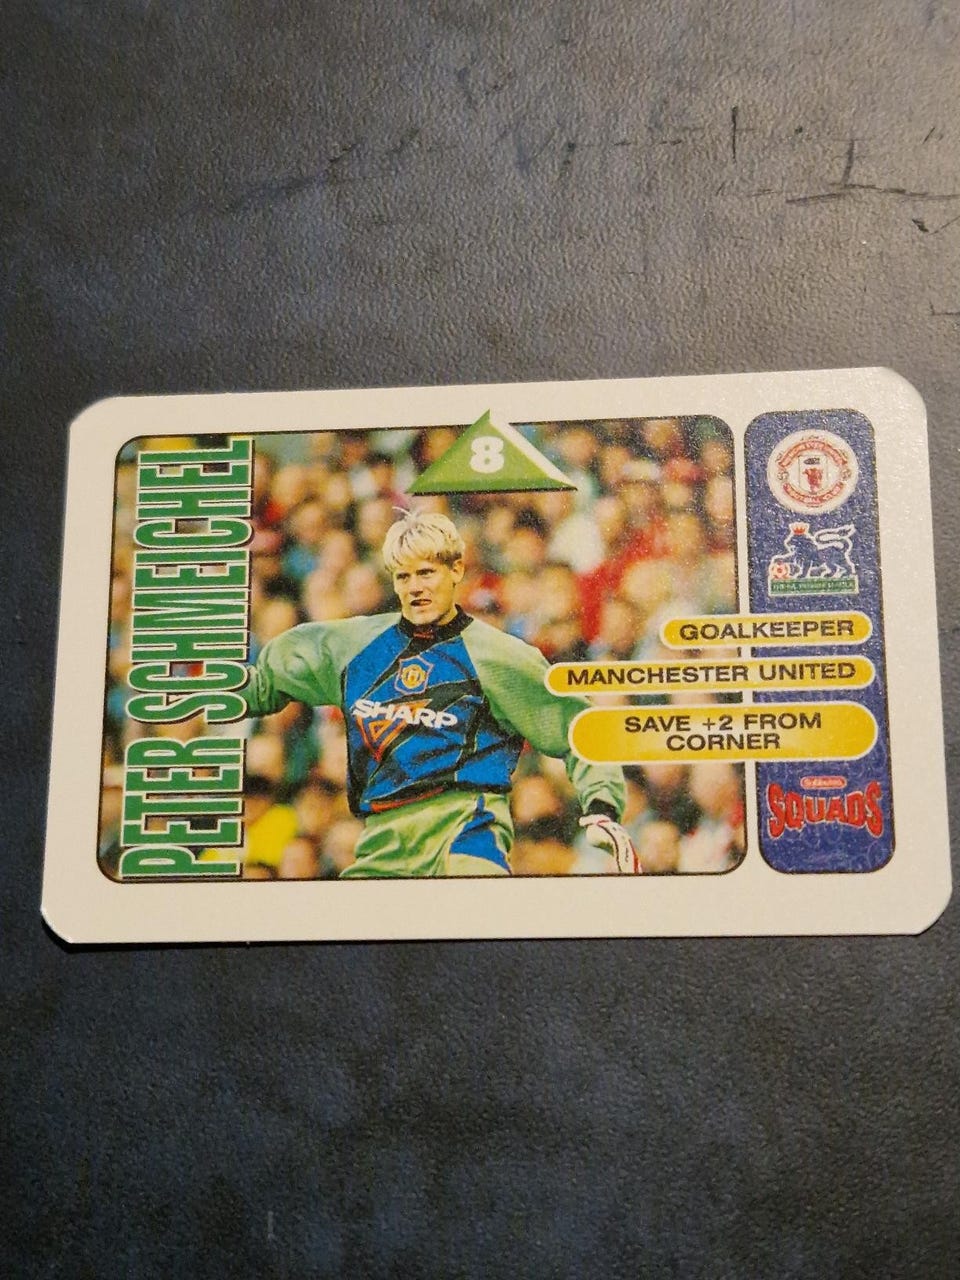 8
PETER SCHMEICHEL
SHARP
GOALKEEPER
MANCHESTER UNITED
SAVE +2 FROM
CORNER
SQUADS